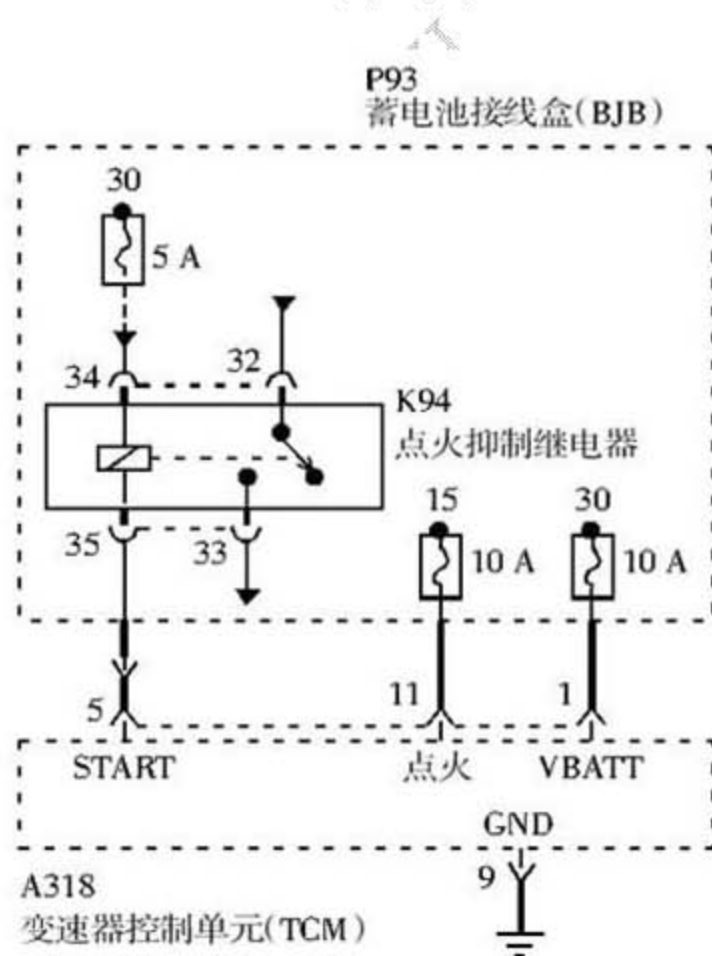 P93
蓄电池接线盒(BJB)
30
5 A
34
32
K94
点火抑制继电器
35
33
15
30
10 A
10 A
5
11
1
START
点火
VBATT
GND
9
A318
变速器控制单元(TCM)